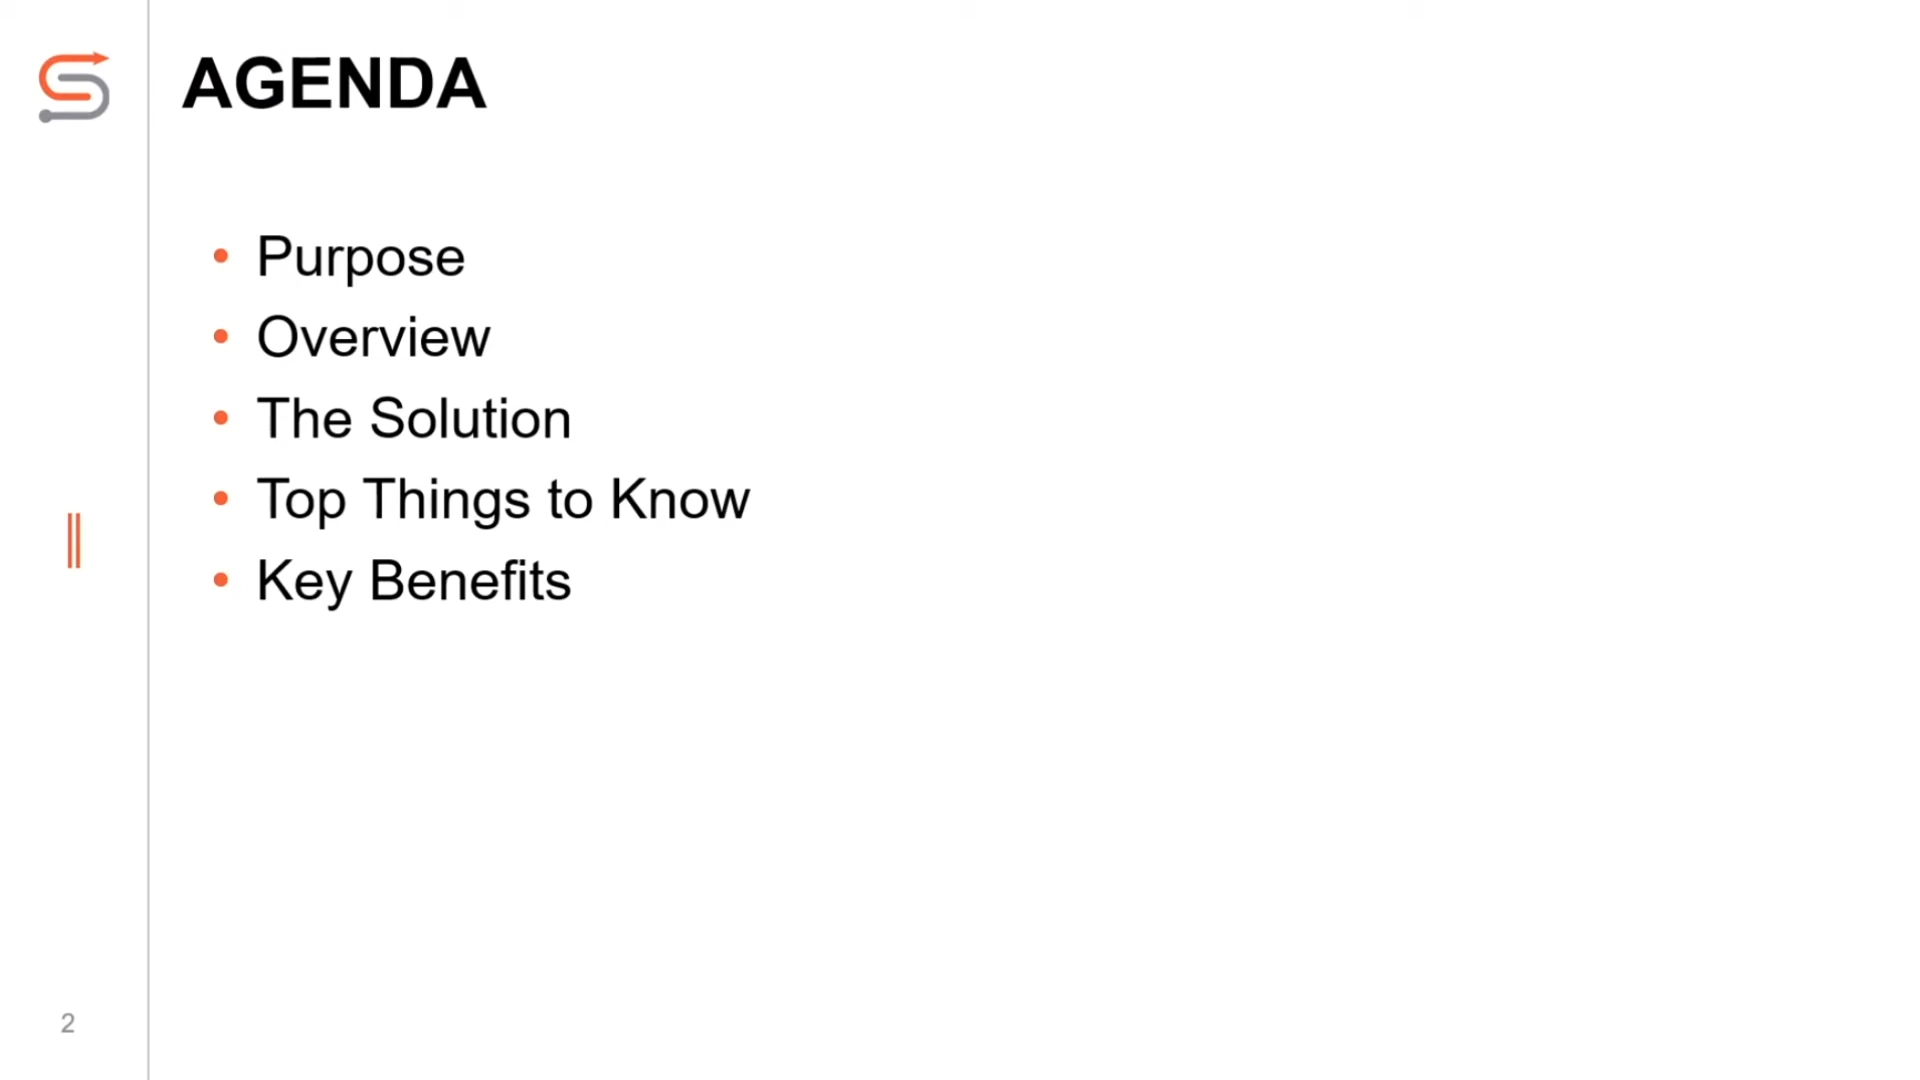 AGENDA
• Purpose
• Overview
• The Solution
• Top Things to Know
• Key Benefits
2